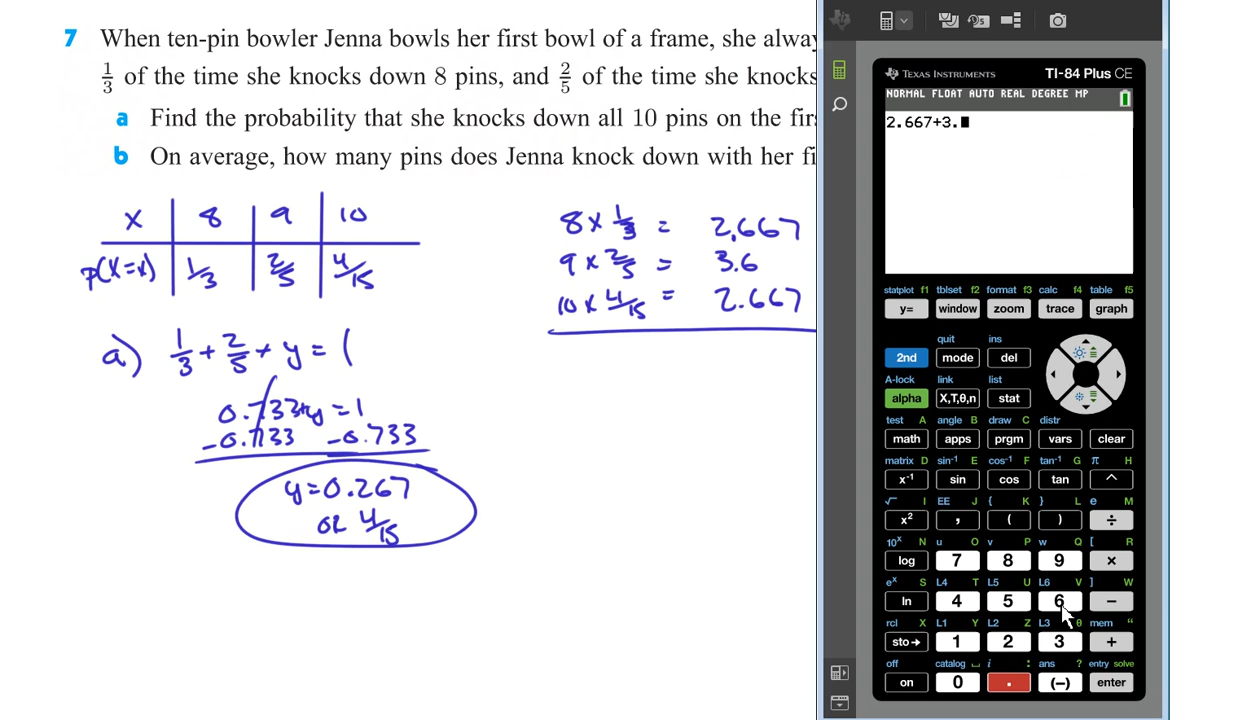 7 When ten-pin bowler Jenna bowls her first bowl of a frame, she alway
1/3 of the time she knocks down 8 pins, and 2/5 of the time she knocks
a Find the probability that she knocks down all 10 pins on the firs
b On average, how many pins does Jenna knock down with her fi
x 8 9 10
P(X=x) 1/3 2/5 4/15
8 × 1/3 = 2.667
9 × 2/5 = 3.6
10 × 4/15 = 2.667
a) 1/3 + 2/5 + y = 1
0.733+y = 1
-0.733 -0.733
y=0.267
OR 4/15
TEXAS INSTRUMENTS TI-84 Plus CE
NORMAL FLOAT AUTO REAL DEGREE MP
2.667+3.
statplot f1 tblset f2 format f3 calc f4 table f5
y= window zoom trace graph
quit ins
2nd mode del
A-lock link list
alpha X,T,θ,n stat
test A angle B draw C distr
math apps prgm vars clear
matrix D sin⁻¹ E cos⁻¹ F tan⁻¹ G π H
x⁻¹ sin cos tan ^
√ I EE J { K } L e M
x² , ( ) ÷
10ˣ N u O v P w Q [ R
log 7 8 9 ×
eˣ S L4 T L5 U L6 V ] W
ln 4 5 6 −
rcl X L1 Y L2 Z L3 θ mem "
sto→ 1 2 3 +
off catalog ⎵ i : ans ? entry solve
on 0 . (−) enter